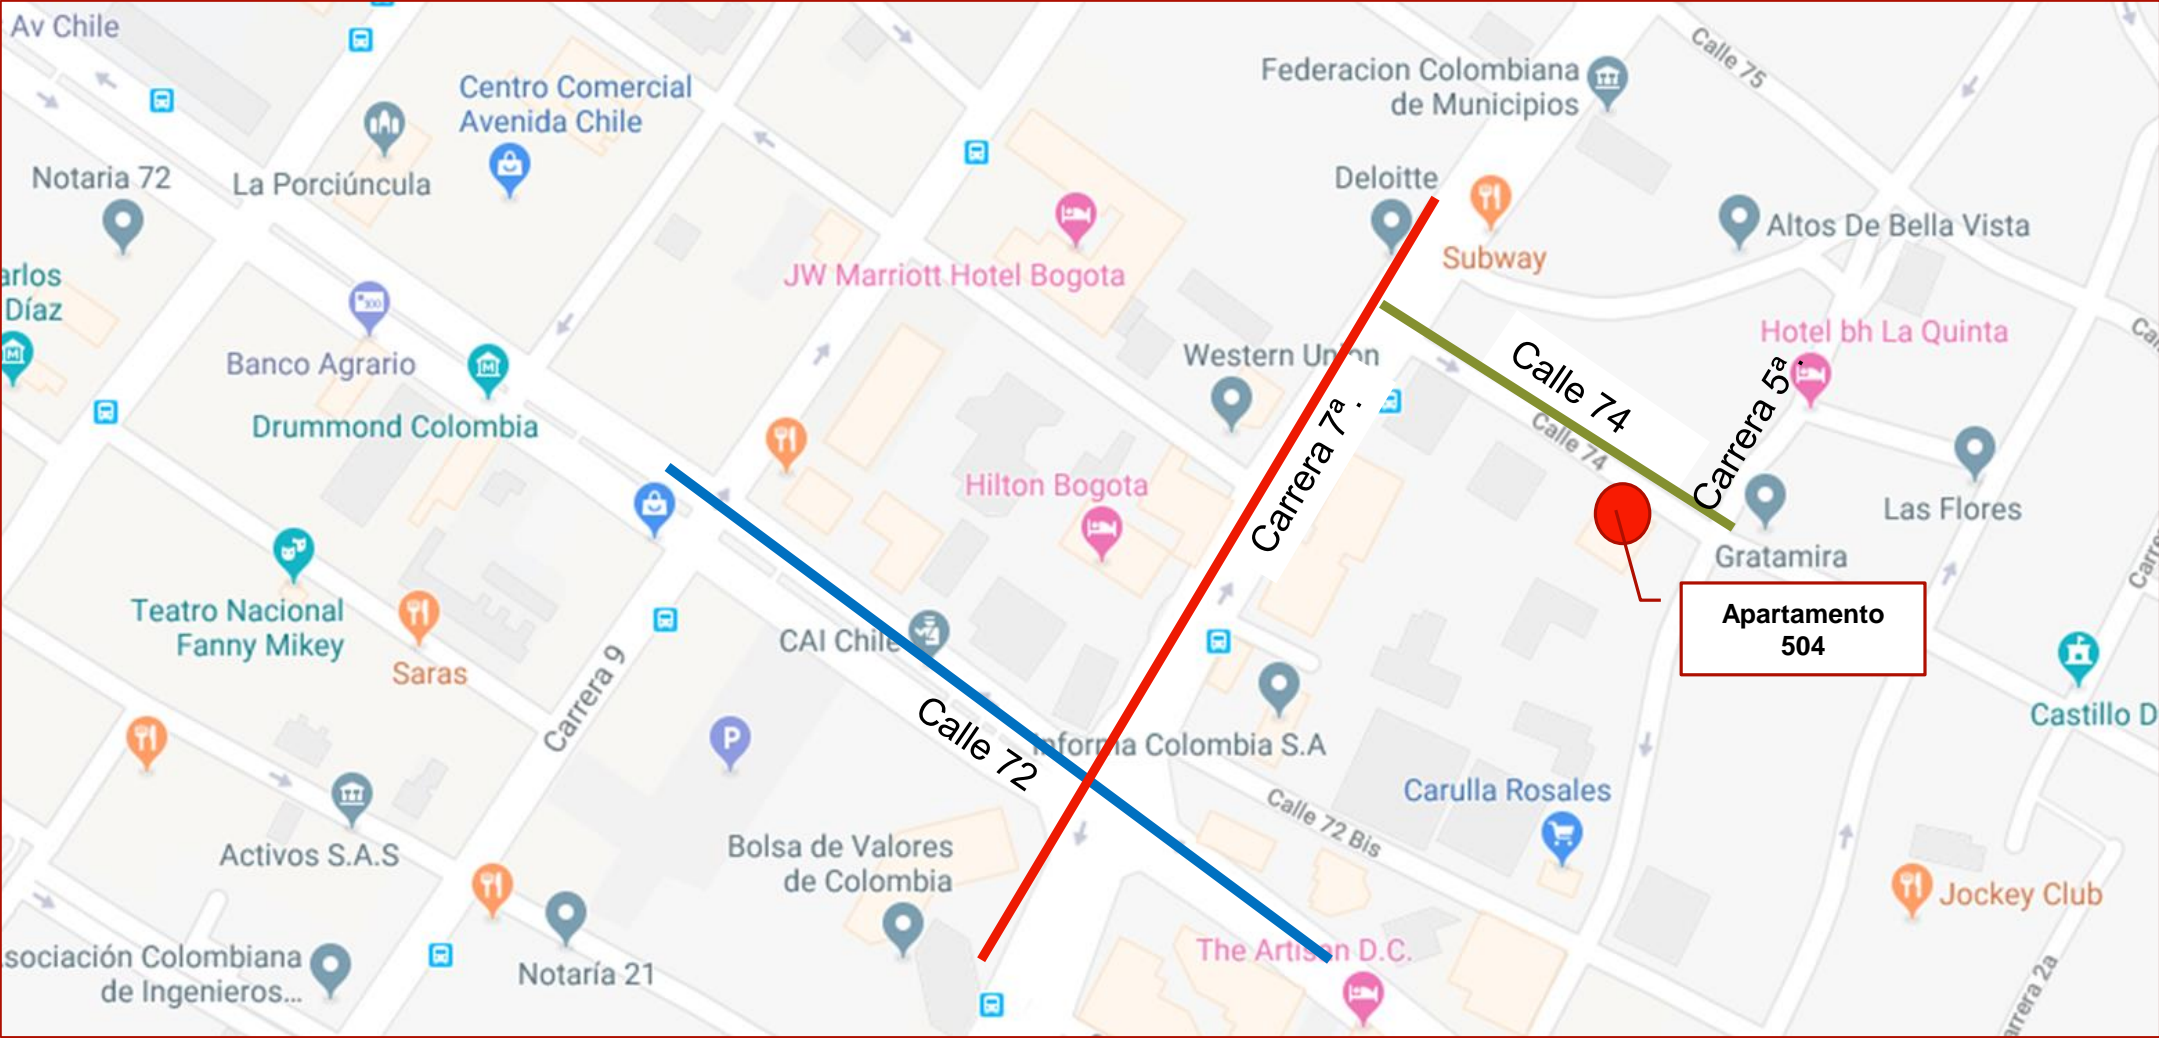 Av Chile
Centro Comercial
Avenida Chile
Federacion Colombiana
de Municipios
Calle 75
Notaria 72
La Porciúncula
Deloitte
Subway
Altos De Bella Vista
JW Marriott Hotel Bogota
arlos
Díaz
Banco Agrario
Drummond Colombia
Western Union
Hotel bh La Quinta
Calle 74
Calle 74
Carrera 5ª.
Carrera 7ª.
Hilton Bogota
Las Flores
Gratamira
Apartamento
504
Teatro Nacional
Fanny Mikey
Saras
CAI Chile
Carrera 9
Calle 72
P
Informa Colombia S.A
Castillo D
Carre
Calle 72 Bis
Carulla Rosales
Activos S.A.S
Bolsa de Valores
de Colombia
Jockey Club
The Artisan D.C.
sociación Colombiana
de Ingenieros...
Notaría 21
arrera 2a